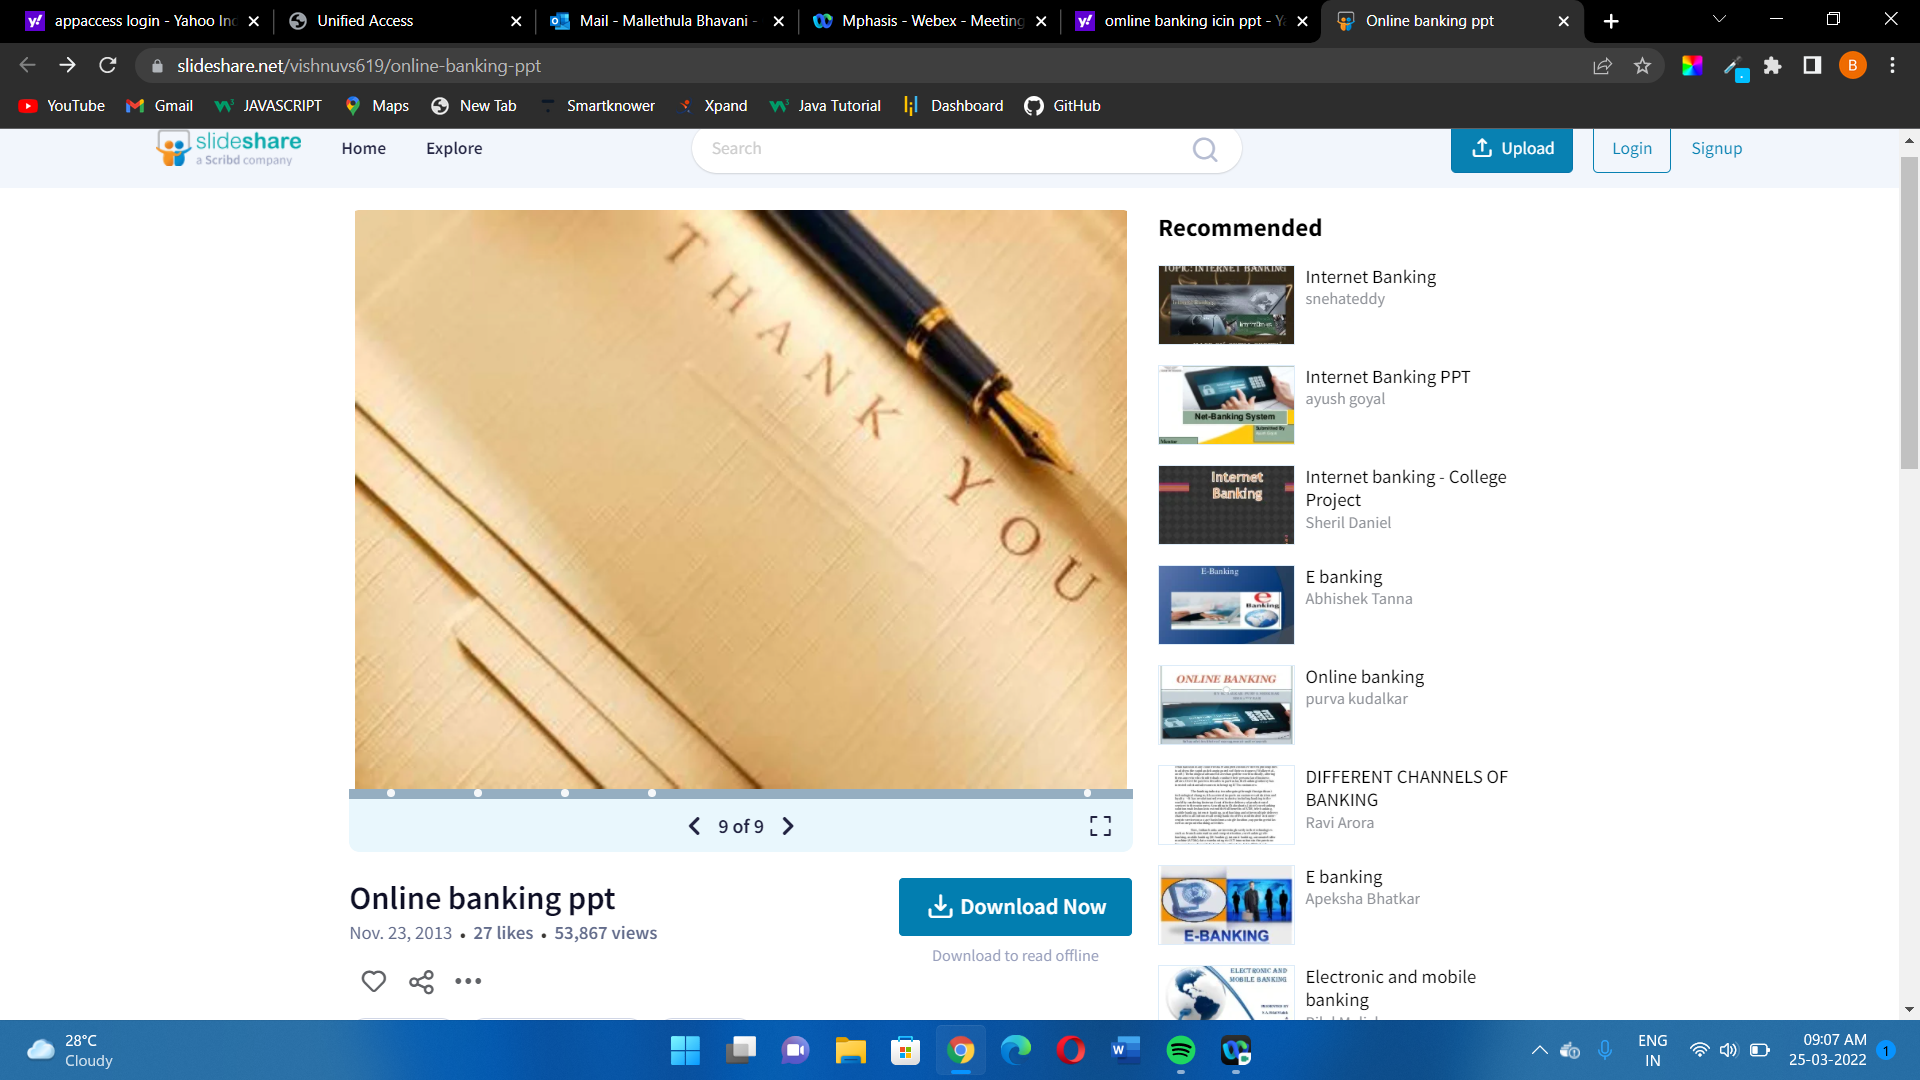 appaccess login - Yahoo Inc
Unified Access
Mail - Mallethula Bhavani -
Mphasis - Webex - Meeting
omline banking icin ppt - Y
Online banking ppt
slideshare.net/vishnuvs619/online-banking-ppt
B
YouTube
Gmail
JAVASCRIPT
Maps
New Tab
Smartknower
Xpand
Java Tutorial
Dashboard
GitHub
slideshare
a Scribd company
Home
Explore
Search
Upload
Login
Signup
THANK YOU
9 of 9
Online banking ppt
Nov. 23, 2013 • 27 likes • 53,867 views
Download Now
Download to read offline
Recommended
TOPIC: INTERNET BANKING
Internet Banking
snehateddy
Net-Banking System
Internet Banking PPT
ayush goyal
Internet
Banking
Internet banking - College
Project
Sheril Daniel
E-Banking
e
Banking
E banking
Abhishek Tanna
ONLINE BANKING
Online banking
purva kudalkar
DIFFERENT CHANNELS OF
BANKING
Ravi Arora
E-BANKING
E banking
Apeksha Bhatkar
ELECTRONIC AND
MOBILE BANKING
Electronic and mobile
banking
28°C
Cloudy
ENG
IN
09:07 AM
25-03-2022
1